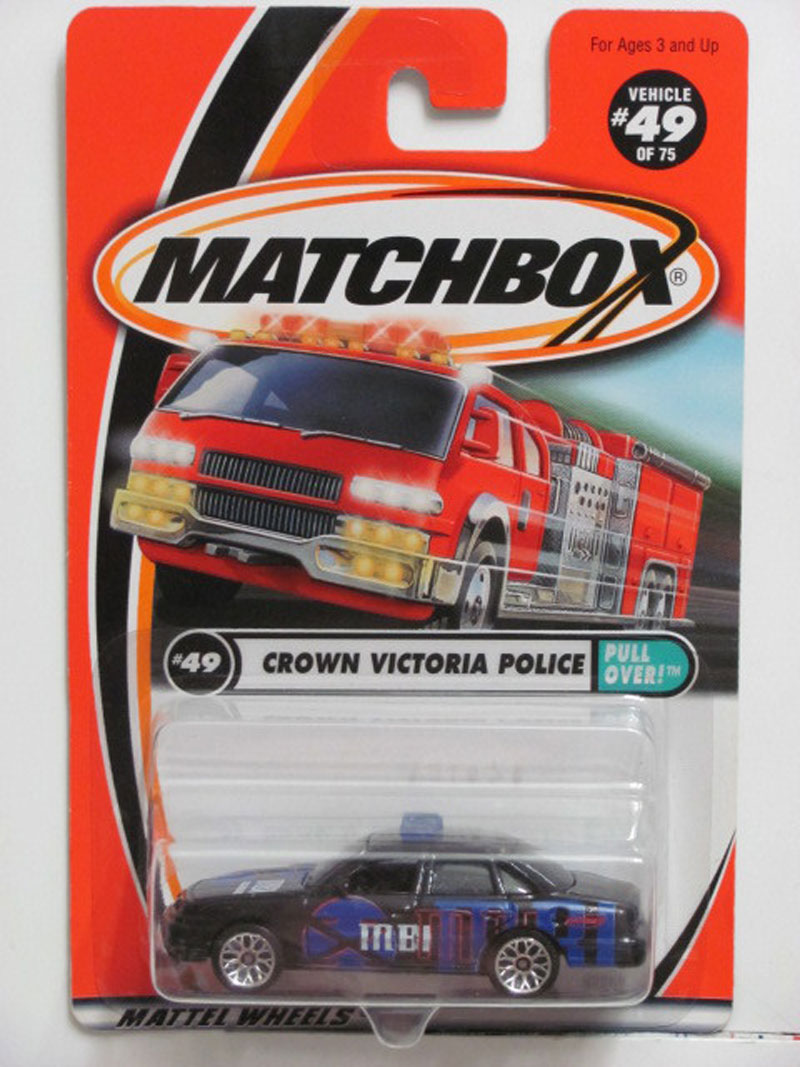 For Ages 3 and Up
VEHICLE
#49
OF 75
MATCHBOX®
#49
CROWN VICTORIA POLICE
PULL
OVER!™
MBI
MATTEL WHEELS